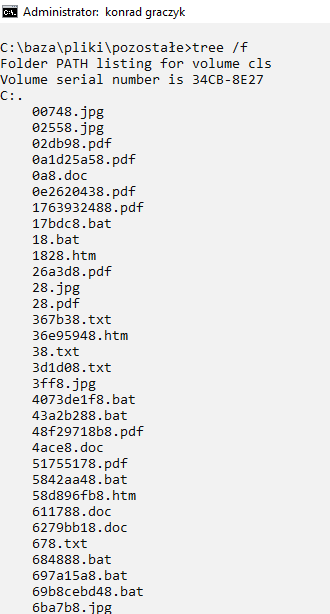 Administrator: konrad graczyk
C:\baza\pliki\pozostałe>tree /f
Folder PATH listing for volume cls
Volume serial number is 34CB-8E27
C:.
00748.jpg
02558.jpg
02db98.pdf
0a1d25a58.pdf
0a8.doc
0e2620438.pdf
1763932488.pdf
17bdc8.bat
18.bat
1828.htm
26a3d8.pdf
28.jpg
28.pdf
367b38.txt
36e95948.htm
38.txt
3d1d08.txt
3ff8.jpg
4073de1f8.bat
43a2b288.bat
48f29718b8.pdf
4ace8.doc
51755178.pdf
5842aa48.bat
58d896fb8.htm
611788.doc
6279bb18.doc
678.txt
684888.bat
697a15a8.bat
69b8cebd48.bat
6ba7b8.jpg